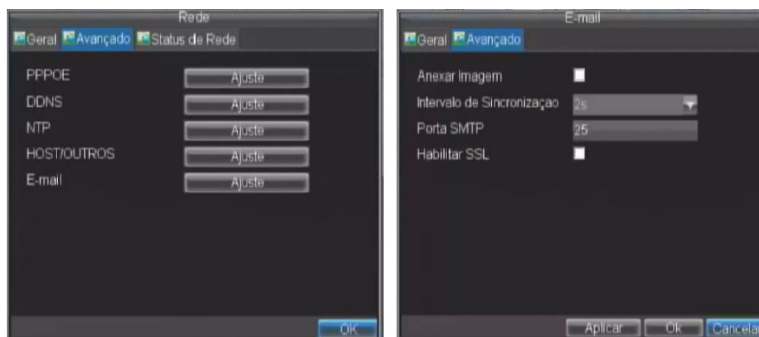 Rede
Geral Avançado Status de Rede
PPPOE Ajuste
DDNS Ajuste
NTP Ajuste
HOST/OUTROS Ajuste
E-mail Ajuste
OK
E-mail
Geral Avançado
Anexar Imagem
Intervalo de Sincronizaçao 2s
Porta SMTP 25
Habilitar SSL
Aplicar Ok Cancelar